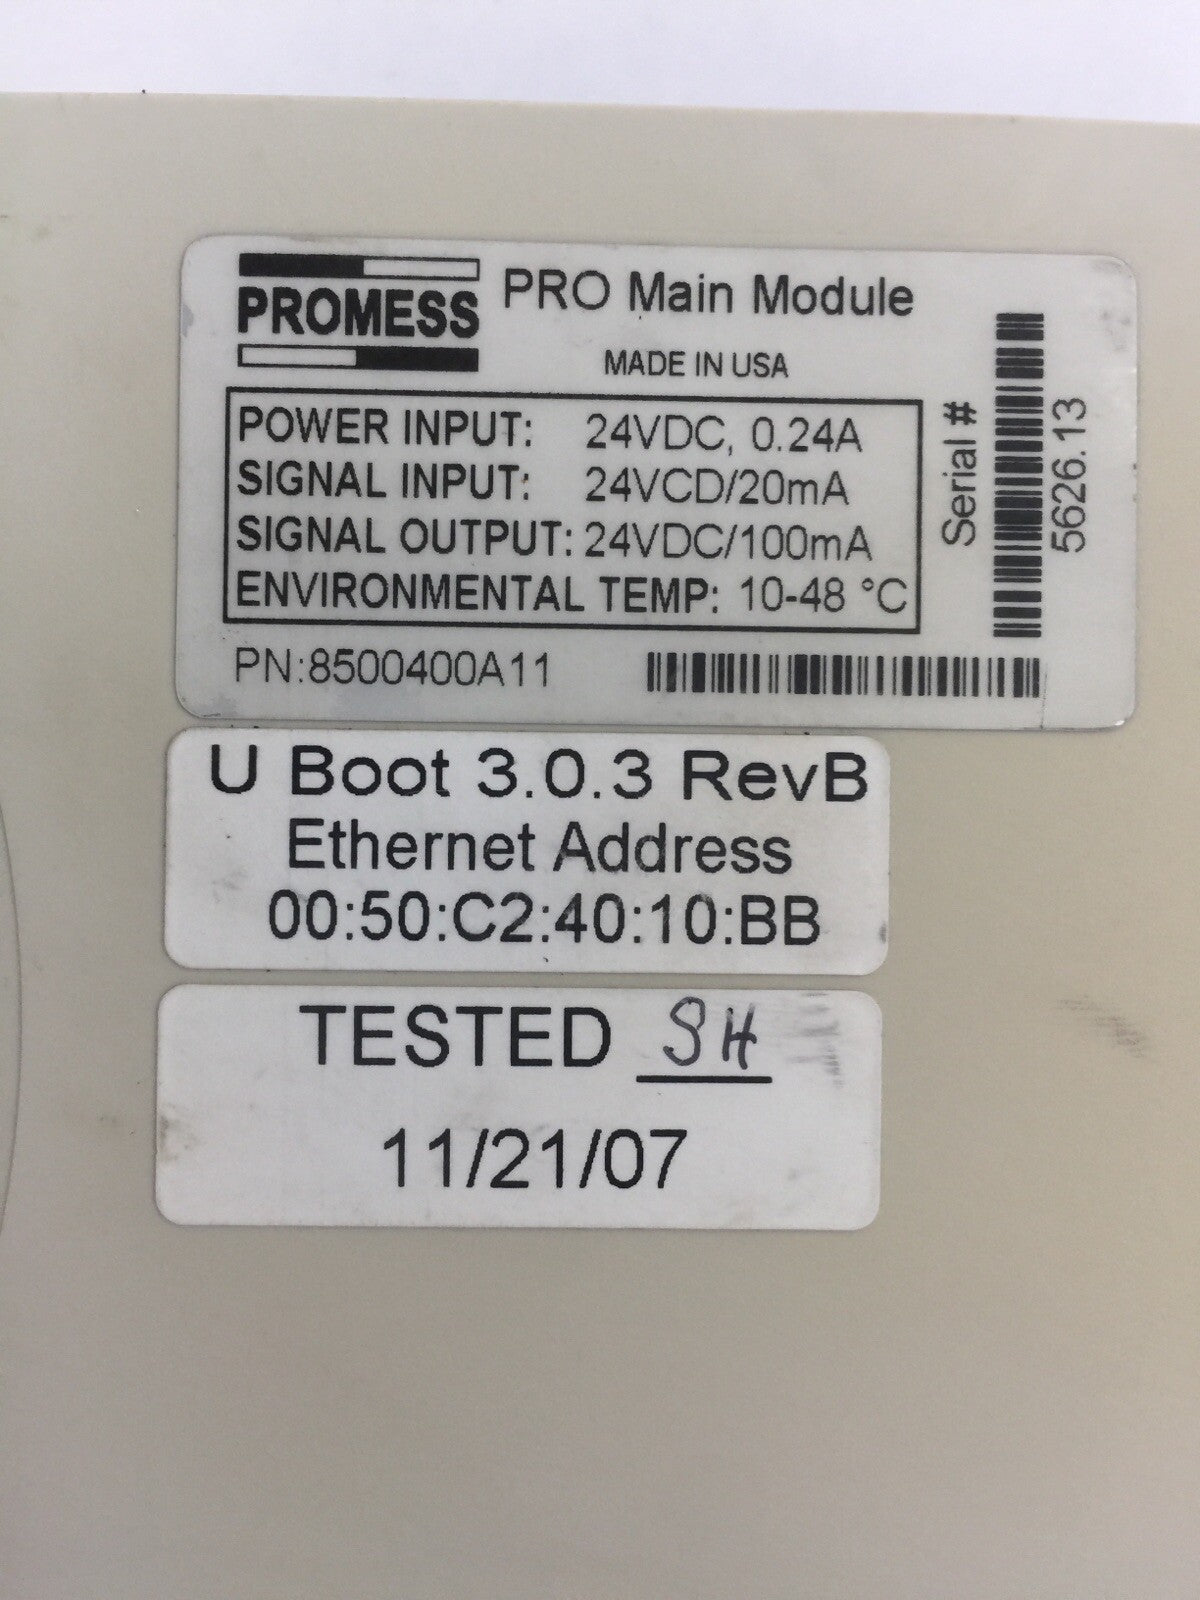 PROMESS PRO Main Module
MADE IN USA
POWER INPUT: 24VDC, 0.24A
SIGNAL INPUT: 24VCD/20mA
SIGNAL OUTPUT: 24VDC/100mA
ENVIRONMENTAL TEMP: 10-48 °C
PN:8500400A11
Serial #
5626.13
U Boot 3.0.3 RevB
Ethernet Address
00:50:C2:40:10:BB
TESTED SH
11/21/07